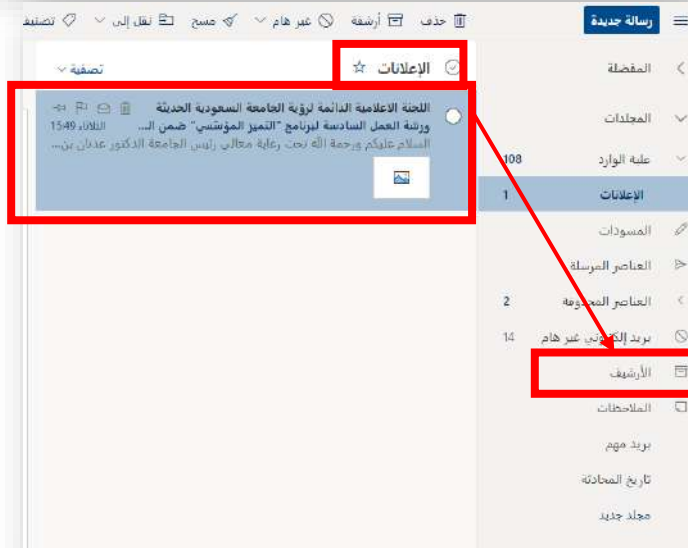 رسالة جديدة
حذف أرشفة غير هام مسح نقل إلى تصنيف
المفضلة
المجلدات
علبة الوارد 108
الإعلانات 1
المسودات
العناصر المرسلة
العناصر المحذوفة 2
بريد إلكتروني غير هام 14
الأرشيف
الملاحظات
بريد مهم
تاريخ المحادثة
مجلد جديد
الإعلانات تصفية
اللجنة الاعلامية الدائمة لرؤية الجامعة السعودية الحديثة
ورشة العمل السادسة لبرنامج "التميز المؤسسي" ضمن الـ... الثلاثاء 15:49
السلام عليكم ورحمة الله تحت رعاية معالي رئيس الجامعة الدكتور عدنان بن...